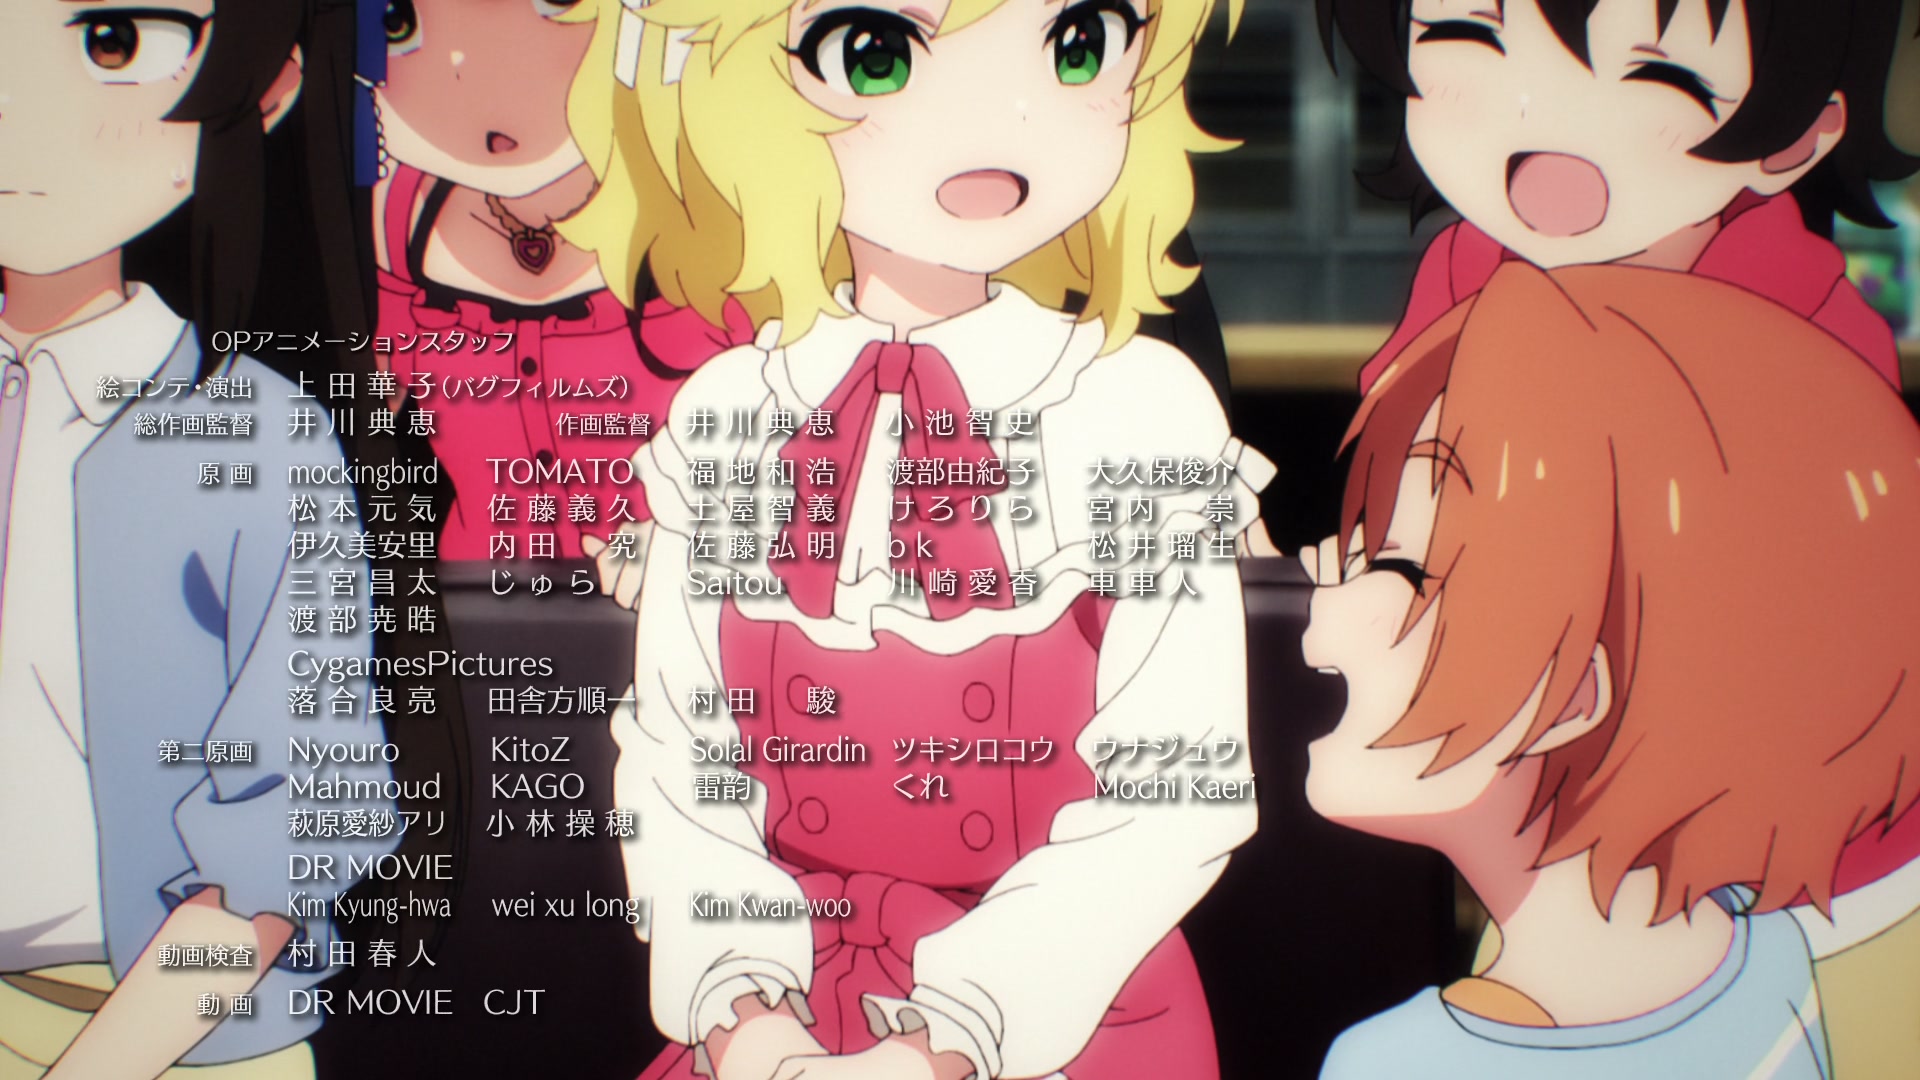 OPアニメーションスタッフ
絵コンテ・演出 上田華子(バグフィルムズ)
総作画監督 井川典恵 作画監督 井川典恵 小池智史
原画 mockingbird TOMATO 福地和浩 渡部由紀子 大久保俊介
松本元気 佐藤義久 土屋智義 けろりら 宮内崇
伊久美安里 内田究 佐藤弘明 bk 松井瑠生
三宮昌太 じゅら Saitou 川崎愛香 車車人
渡部尭晧
CygamesPictures
落合良亮 田舎方順一 村田駿
第二原画 Nyouro KitoZ Solal Girardin ツキシロコウ ウナジュウ
Mahmoud KAGO 雷韵 くれ Mochi Kaeri
萩原愛紗アリ 小林操穂
DR MOVIE
Kim Kyung-hwa wei xu long Kim Kwan-woo
動画検査 村田春人
動画 DR MOVIE CJT